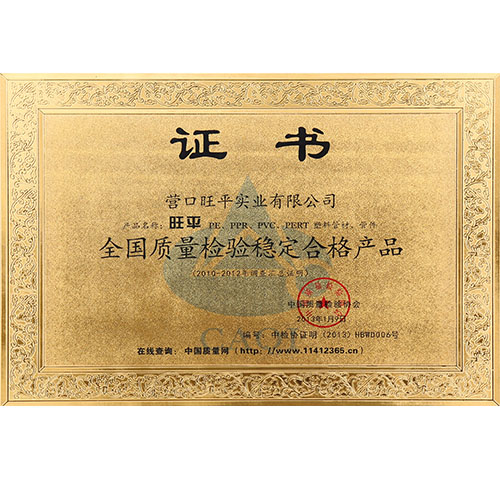 证书
营口旺平实业有限公司
产品名称：旺平 PE、PPR、PVC、PERT 塑料管材、管件
全国质量检验稳定合格产品
(2010-2012年调查汇总证明)
中国质量检验协会
2013年1月9日
编号：中检协证明（2013）HBWD006号
在线查询：中国质量网（http://www.11412365.cn）